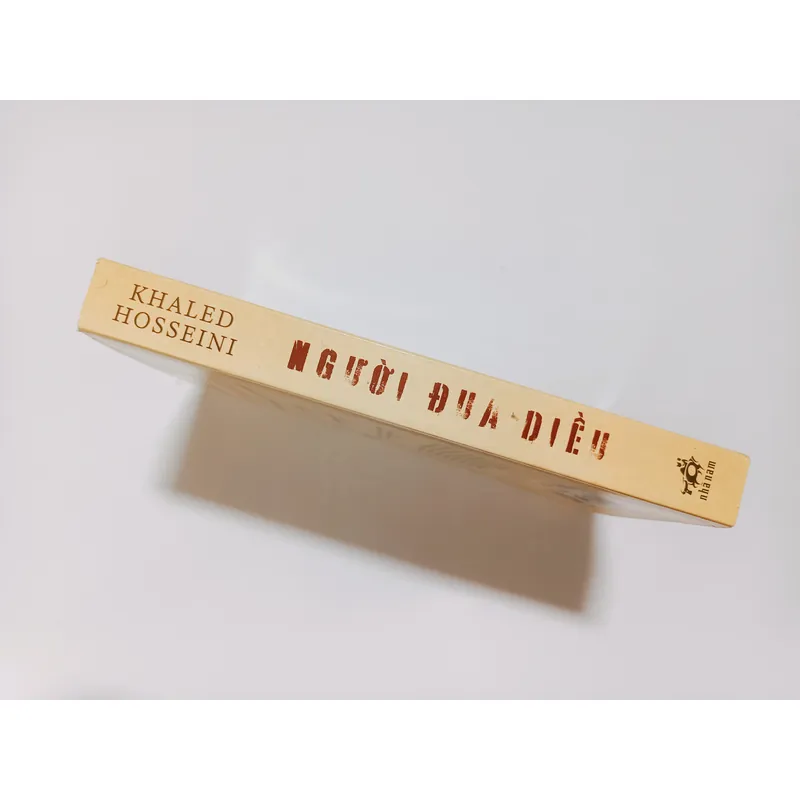 KHALED
HOSSEINI
NGƯỜI ĐUA DIỀU
nhã nam